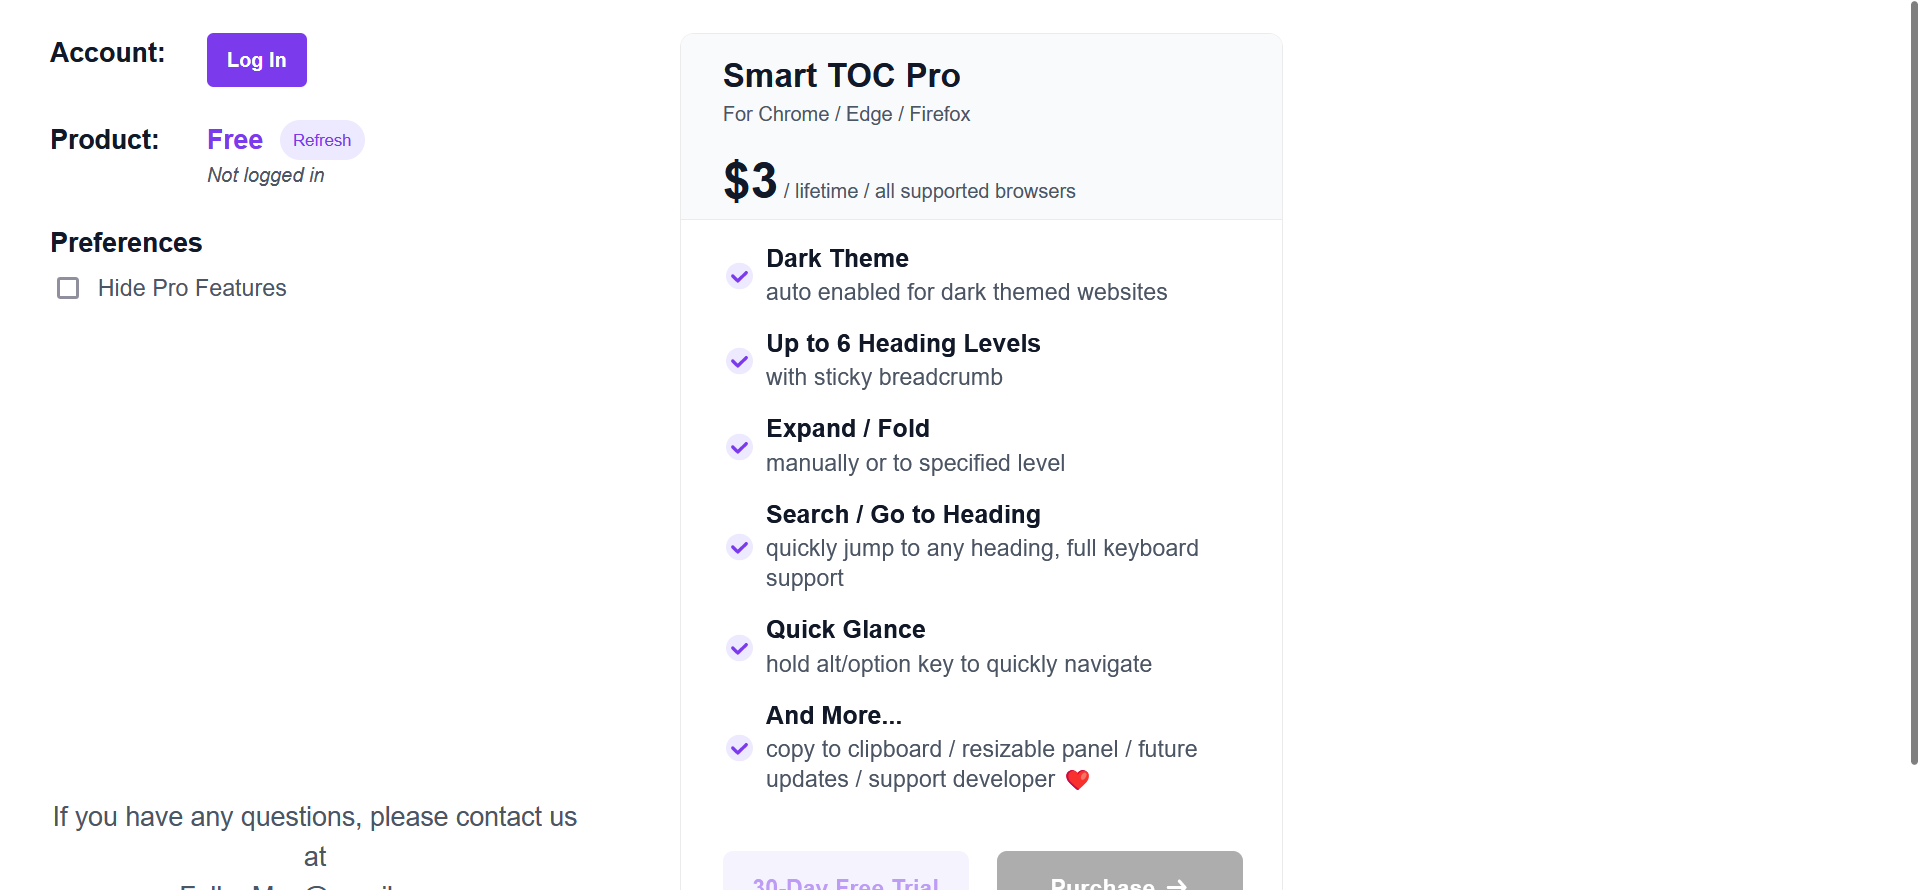 Account:
Log In
Product:
Free
Refresh
Not logged in
Preferences
Hide Pro Features
If you have any questions, please contact us
at
Smart TOC Pro
For Chrome / Edge / Firefox
$3 / lifetime / all supported browsers
Dark Theme
auto enabled for dark themed websites
Up to 6 Heading Levels
with sticky breadcrumb
Expand / Fold
manually or to specified level
Search / Go to Heading
quickly jump to any heading, full keyboard
support
Quick Glance
hold alt/option key to quickly navigate
And More...
copy to clipboard / resizable panel / future
updates / support developer ❤️
30-Day Free Trial
Purchase →